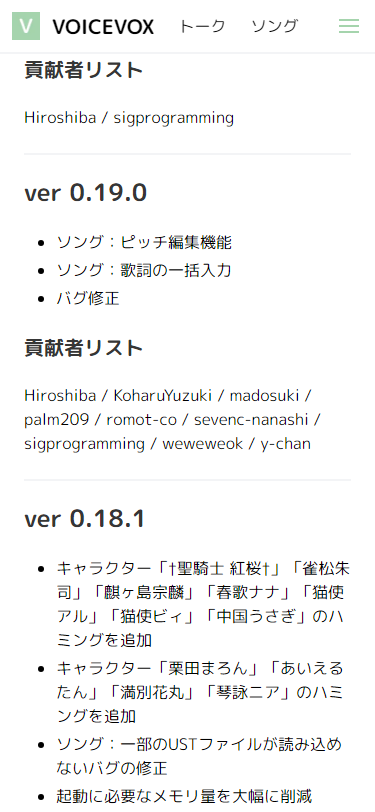 V VOICEVOX トーク ソング
貢献者リスト
Hiroshiba / sigprogramming
ver 0.19.0
ソング：ピッチ編集機能
ソング：歌詞の一括入力
バグ修正
貢献者リスト
Hiroshiba / KoharuYuzuki / madosuki /
palm209 / romot-co / sevenc-nanashi /
sigprogramming / weweweok / y-chan
ver 0.18.1
キャラクター「†聖騎士 紅桜†」「雀松朱
司」「麒ヶ島宗麟」「春歌ナナ」「猫使
アル」「猫使ビィ」「中国うさぎ」のハ
ミングを追加
キャラクター「栗田まろん」「あいえる
たん」「満別花丸」「琴詠ニア」のハミ
ングを追加
ソング：一部のUSTファイルが読み込め
ないバグの修正
起動に必要なメモリ量を大幅に削減